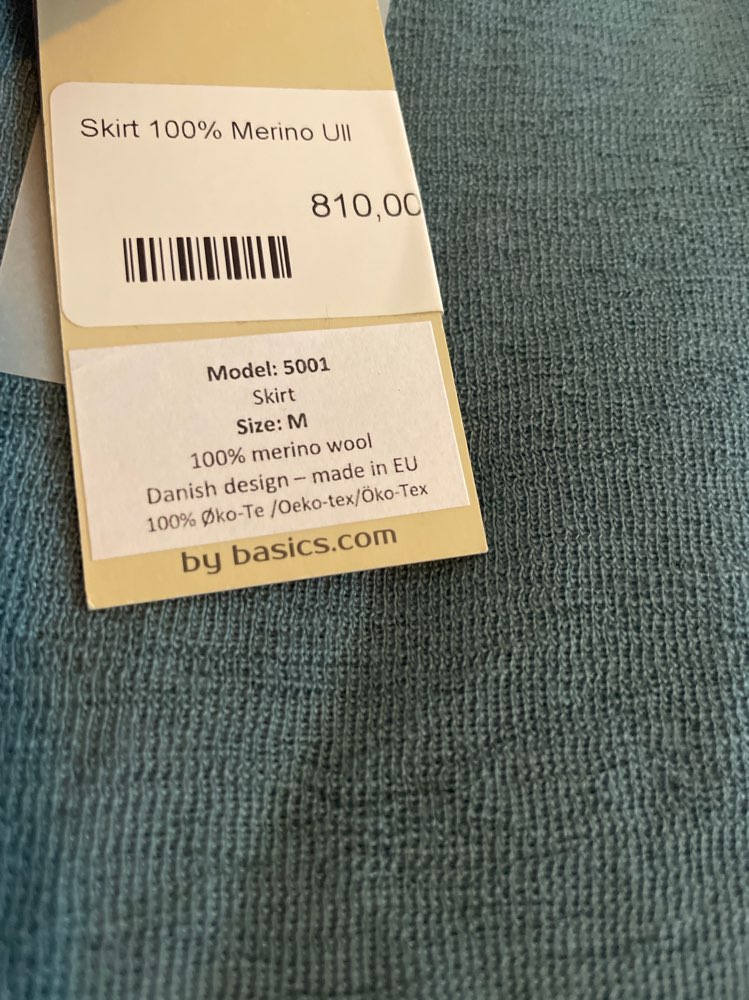 Skirt 100% Merino Ull
810,00
Model: 5001
Skirt
Size: M
100% merino wool
Danish design – made in EU
100% Øko-Te /Oeko-tex/Öko-Tex
by basics.com